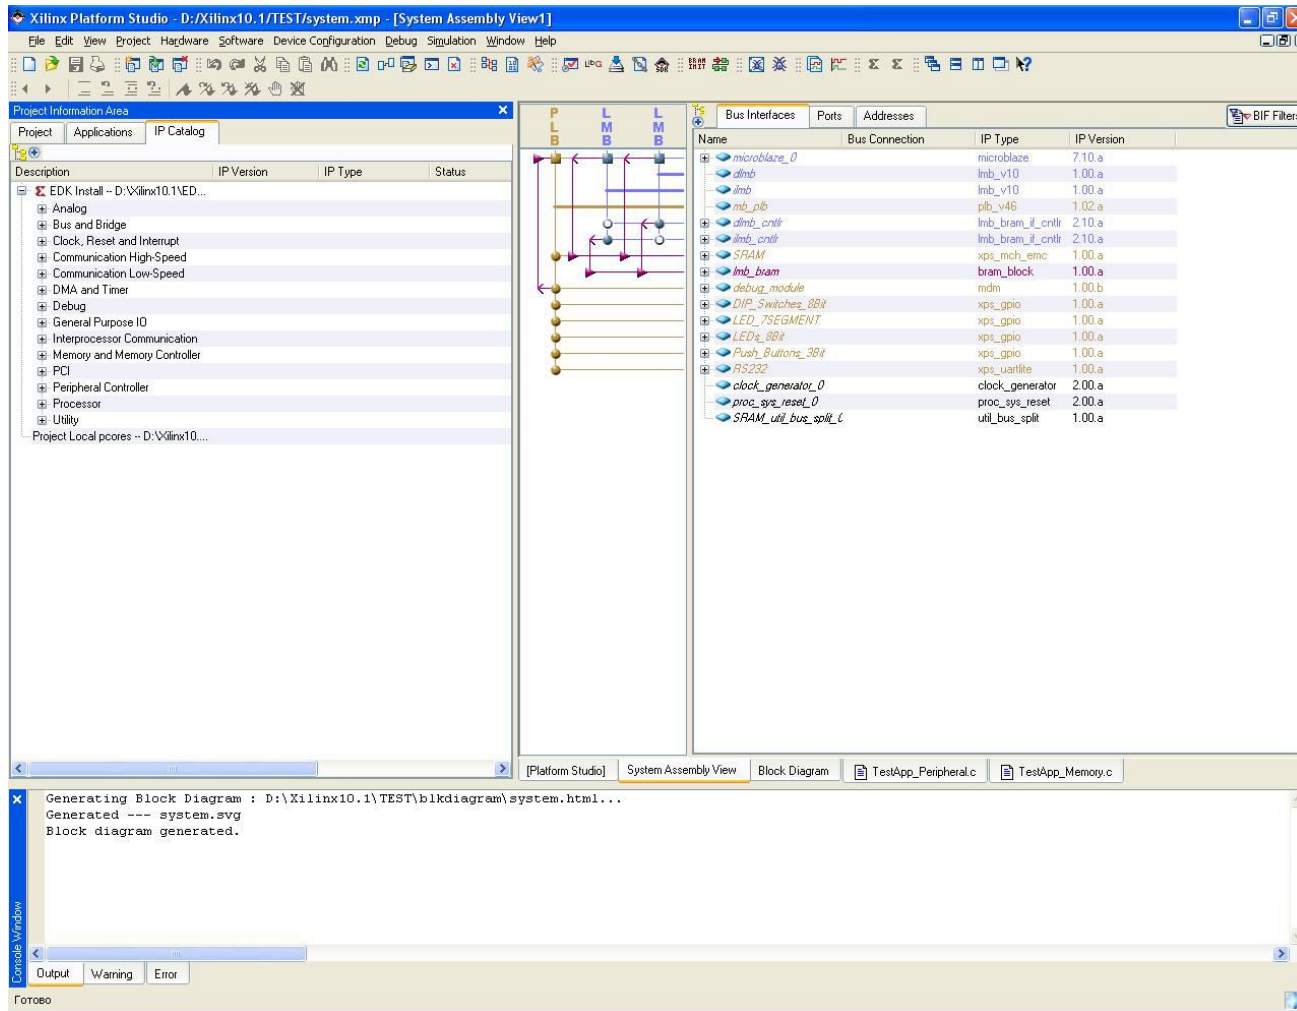 Xilinx Platform Studio - D:/Xilinx10.1/TEST/system.xmp - [System Assembly View1]
File Edit View Project Hardware Software Device Configuration Debug Simulation Window Help
Project Information Area
Project Applications IP Catalog
Description IP Version IP Type Status
EDK Install -- D:\Xilinx10.1\ED...
Analog
Bus and Bridge
Clock, Reset and Interrupt
Communication High-Speed
Communication Low-Speed
DMA and Timer
Debug
General Purpose IO
Interprocessor Communication
Memory and Memory Controller
PCI
Peripheral Controller
Processor
Utility
Project Local pcores -- D:\Xilinx10....
PLB LMB LMB
Bus Interfaces Ports Addresses BIF Filters
Name Bus Connection IP Type IP Version
microblaze_0 microblaze 7.10.a
dlmb lmb_v10 1.00.a
ilmb lmb_v10 1.00.a
mb_plb plb_v46 1.02.a
dlmb_cntlr lmb_bram_if_cntlr 2.10.a
ilmb_cntlr lmb_bram_if_cntlr 2.10.a
SRAM xps_mch_emc 1.00.a
lmb_bram bram_block 1.00.a
debug_module mdm 1.00.b
DIP_Switches_8Bit xps_gpio 1.00.a
LED_7SEGMENT xps_gpio 1.00.a
LEDs_8Bit xps_gpio 1.00.a
Push_Buttons_3Bit xps_gpio 1.00.a
RS232 xps_uartlite 1.00.a
clock_generator_0 clock_generator 2.00.a
proc_sys_reset_0 proc_sys_reset 2.00.a
SRAM_util_bus_split_0 util_bus_split 1.00.a
[Platform Studio] System Assembly View Block Diagram TestApp_Peripheral.c TestApp_Memory.c
Generating Block Diagram : D:\Xilinx10.1\TEST\blkdiagram\system.html...
Generated --- system.svg
Block diagram generated.
Console Window
Output Warning Error
Готово